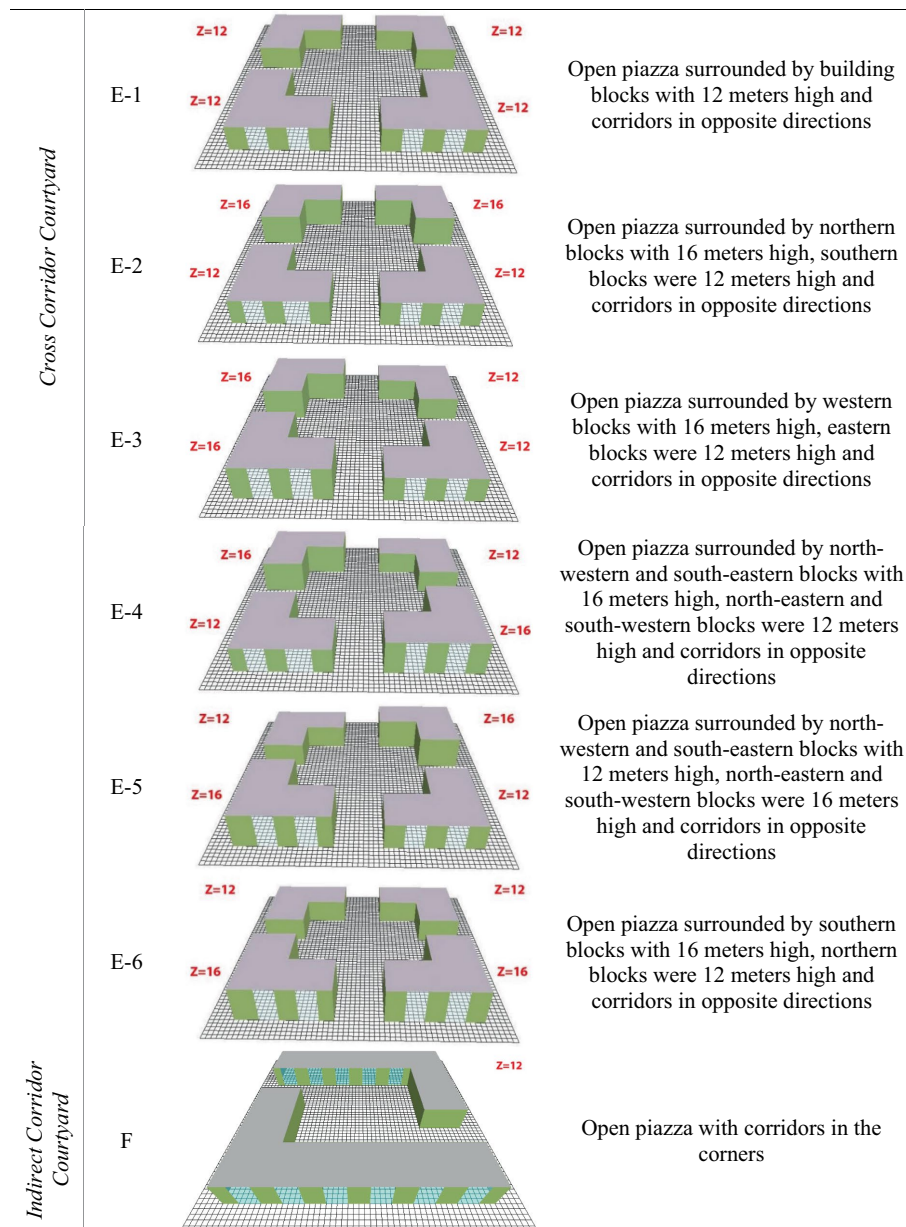 Cross Corridor Courtyard
E-1
Z=12
Z=12
Z=12
Z=12
Open piazza surrounded by building
blocks with 12 meters high and
corridors in opposite directions
E-2
Z=16
Z=16
Z=12
Z=12
Open piazza surrounded by northern
blocks with 16 meters high, southern
blocks were 12 meters high and
corridors in opposite directions
E-3
Z=16
Z=12
Z=16
Z=12
Open piazza surrounded by western
blocks with 16 meters high, eastern
blocks were 12 meters high and
corridors in opposite directions
E-4
Z=16
Z=12
Z=12
Z=16
Open piazza surrounded by north-
western and south-eastern blocks with
16 meters high, north-eastern and
south-western blocks were 12 meters
high and corridors in opposite
directions
E-5
Z=12
Z=16
Z=16
Z=12
Open piazza surrounded by north-
western and south-eastern blocks with
12 meters high, north-eastern and
south-western blocks were 16 meters
high and corridors in opposite
directions
E-6
Z=12
Z=12
Z=16
Z=16
Open piazza surrounded by southern
blocks with 16 meters high, northern
blocks were 12 meters high and
corridors in opposite directions
Indirect Corridor
Courtyard
F
Z=12
Open piazza with corridors in the
corners